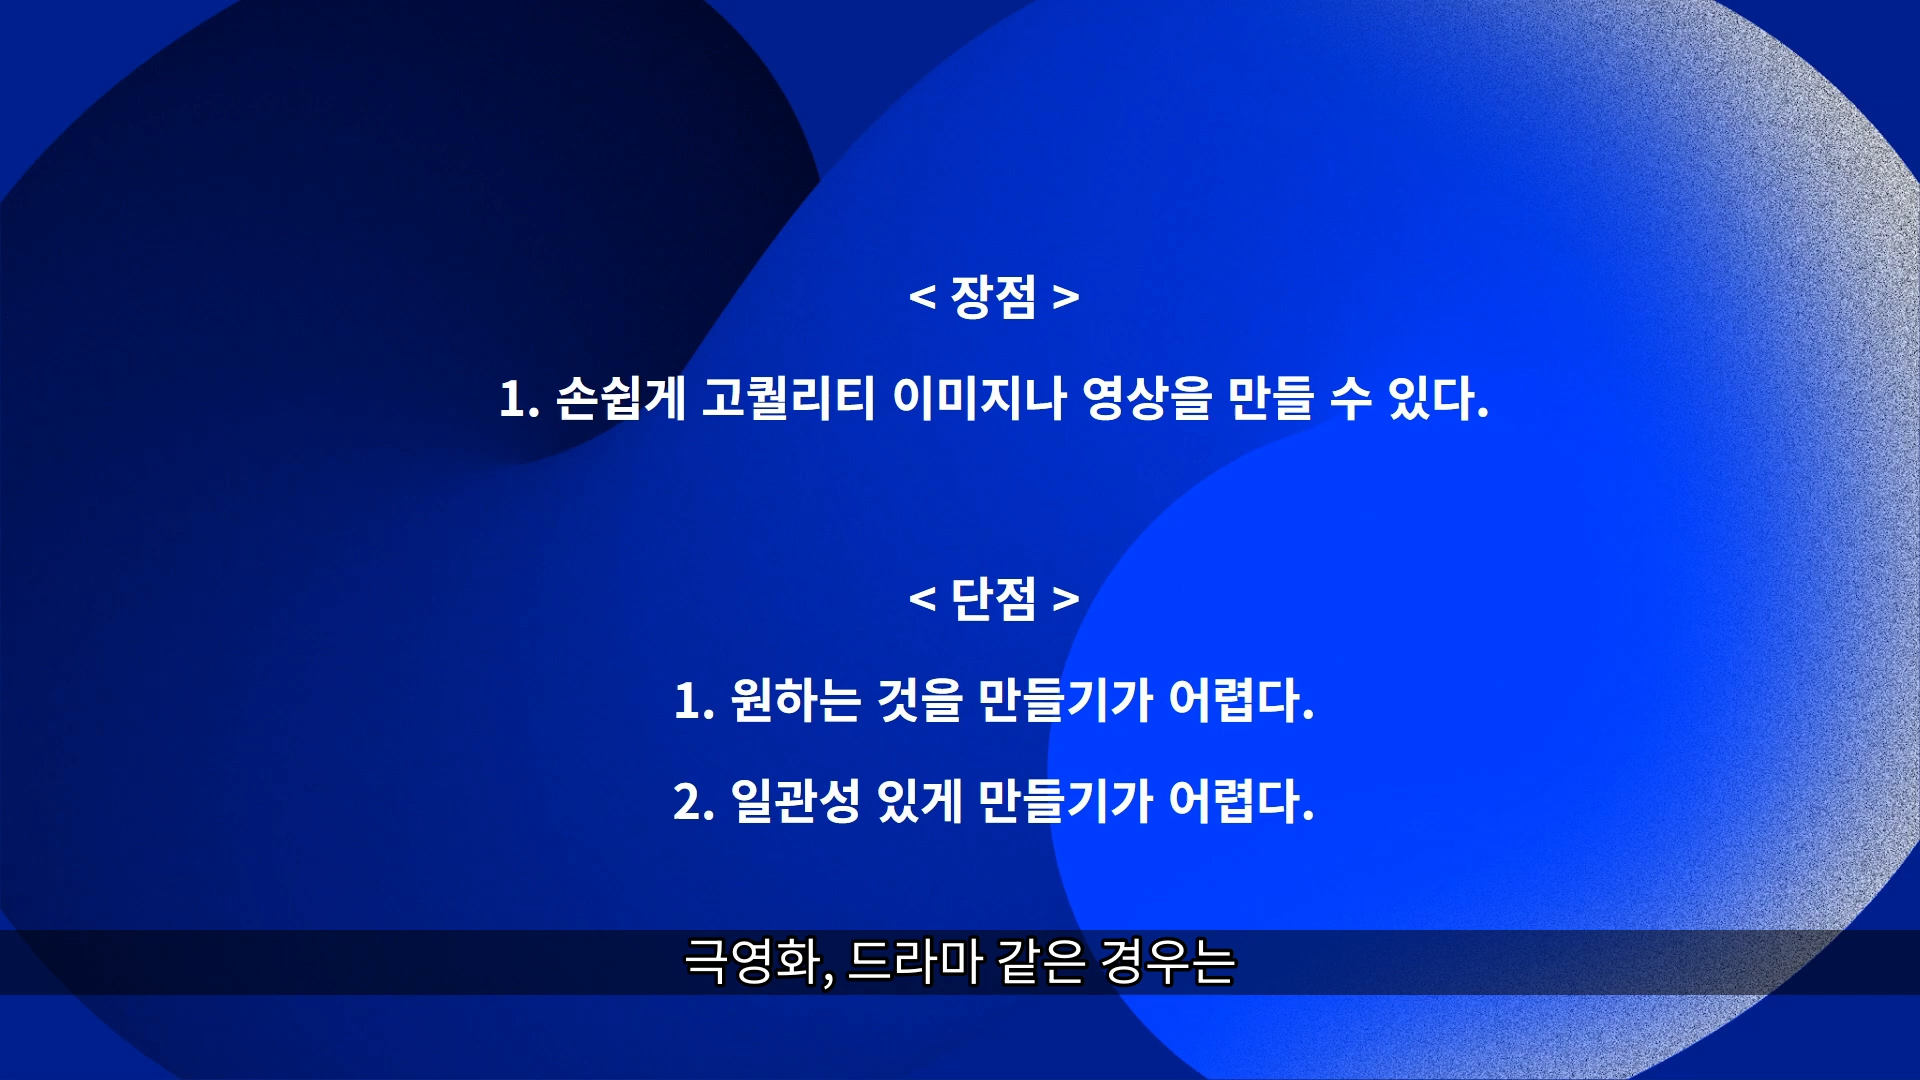 < 장점 >
1. 손쉽게 고퀄리티 이미지나 영상을 만들 수 있다.
< 단점 >
1. 원하는 것을 만들기가 어렵다.
2. 일관성 있게 만들기가 어렵다.
극영화, 드라마 같은 경우는